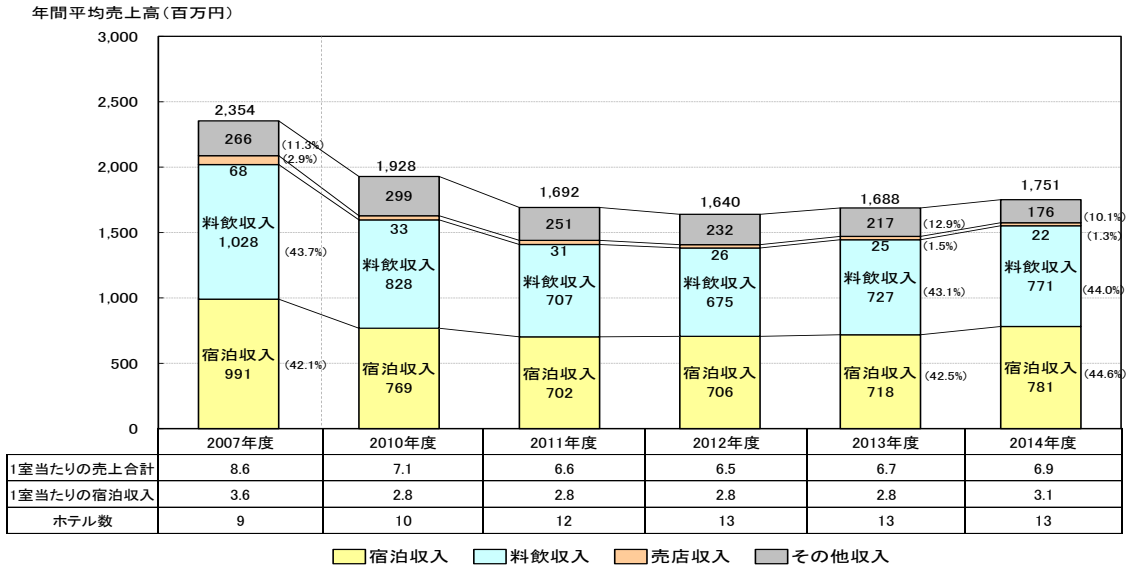 年間平均売上高(百万円)
3,000
2,500
2,000
1,500
1,000
500
0
2,354
266
(11.3%)
(2.9%)
68
料飲収入
1,028
(43.7%)
宿泊収入
991
(42.1%)
1,928
299
33
料飲収入
828
宿泊収入
769
1,692
251
31
料飲収入
707
宿泊収入
702
1,640
232
26
料飲収入
675
宿泊収入
706
1,688
217
(12.9%)
25
(1.5%)
料飲収入
727
(43.1%)
宿泊収入
718
(42.5%)
1,751
176
(10.1%)
22
(1.3%)
料飲収入
771
(44.0%)
宿泊収入
781
(44.6%)
2007年度 2010年度 2011年度 2012年度 2013年度 2014年度
1室当たりの売上合計 8.6 7.1 6.6 6.5 6.7 6.9
1室当たりの宿泊収入 3.6 2.8 2.8 2.8 2.8 3.1
ホテル数 9 10 12 13 13 13
宿泊収入 料飲収入 売店収入 その他収入